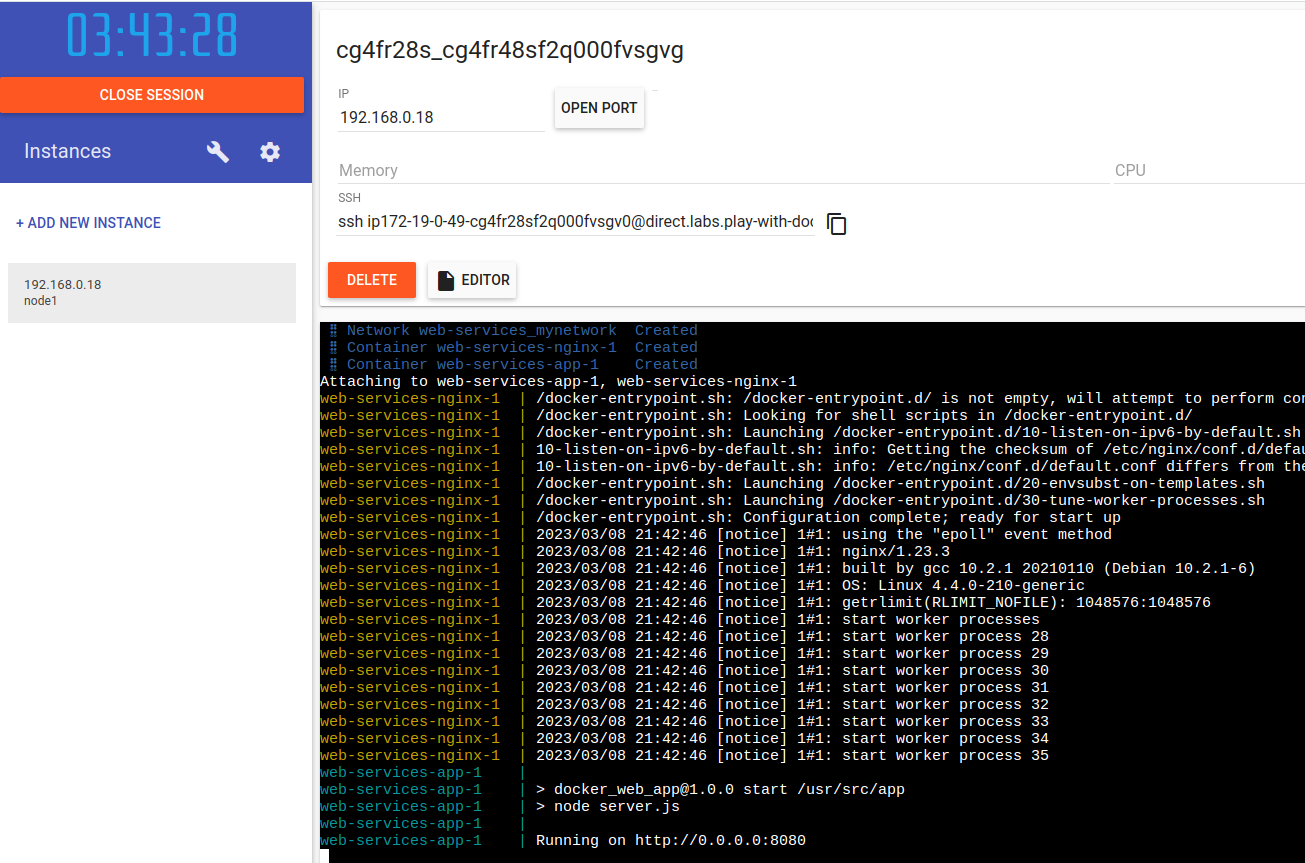 03:43:28
CLOSE SESSION
Instances
+ ADD NEW INSTANCE
192.168.0.18
node1
cg4fr28s_cg4fr48sf2q000fvsgvg
IP
192.168.0.18
OPEN PORT
Memory
CPU
SSH
ssh ip172-19-0-49-cg4fr28sf2q000fvsgv0@direct.labs.play-with-doc
DELETE
EDITOR
⣿ Network web-services_mynetwork Created
⣿ Container web-services-nginx-1 Created
⣿ Container web-services-app-1 Created
Attaching to web-services-app-1, web-services-nginx-1
web-services-nginx-1 | /docker-entrypoint.sh: /docker-entrypoint.d/ is not empty, will attempt to perform con
web-services-nginx-1 | /docker-entrypoint.sh: Looking for shell scripts in /docker-entrypoint.d/
web-services-nginx-1 | /docker-entrypoint.sh: Launching /docker-entrypoint.d/10-listen-on-ipv6-by-default.sh
web-services-nginx-1 | 10-listen-on-ipv6-by-default.sh: info: Getting the checksum of /etc/nginx/conf.d/defau
web-services-nginx-1 | 10-listen-on-ipv6-by-default.sh: info: /etc/nginx/conf.d/default.conf differs from the
web-services-nginx-1 | /docker-entrypoint.sh: Launching /docker-entrypoint.d/20-envsubst-on-templates.sh
web-services-nginx-1 | /docker-entrypoint.sh: Launching /docker-entrypoint.d/30-tune-worker-processes.sh
web-services-nginx-1 | /docker-entrypoint.sh: Configuration complete; ready for start up
web-services-nginx-1 | 2023/03/08 21:42:46 [notice] 1#1: using the "epoll" event method
web-services-nginx-1 | 2023/03/08 21:42:46 [notice] 1#1: nginx/1.23.3
web-services-nginx-1 | 2023/03/08 21:42:46 [notice] 1#1: built by gcc 10.2.1 20210110 (Debian 10.2.1-6)
web-services-nginx-1 | 2023/03/08 21:42:46 [notice] 1#1: OS: Linux 4.4.0-210-generic
web-services-nginx-1 | 2023/03/08 21:42:46 [notice] 1#1: getrlimit(RLIMIT_NOFILE): 1048576:1048576
web-services-nginx-1 | 2023/03/08 21:42:46 [notice] 1#1: start worker processes
web-services-nginx-1 | 2023/03/08 21:42:46 [notice] 1#1: start worker process 28
web-services-nginx-1 | 2023/03/08 21:42:46 [notice] 1#1: start worker process 29
web-services-nginx-1 | 2023/03/08 21:42:46 [notice] 1#1: start worker process 30
web-services-nginx-1 | 2023/03/08 21:42:46 [notice] 1#1: start worker process 31
web-services-nginx-1 | 2023/03/08 21:42:46 [notice] 1#1: start worker process 32
web-services-nginx-1 | 2023/03/08 21:42:46 [notice] 1#1: start worker process 33
web-services-nginx-1 | 2023/03/08 21:42:46 [notice] 1#1: start worker process 34
web-services-nginx-1 | 2023/03/08 21:42:46 [notice] 1#1: start worker process 35
web-services-app-1 |
web-services-app-1 | > docker_web_app@1.0.0 start /usr/src/app
web-services-app-1 | > node server.js
web-services-app-1 |
web-services-app-1 | Running on http://0.0.0.0:8080